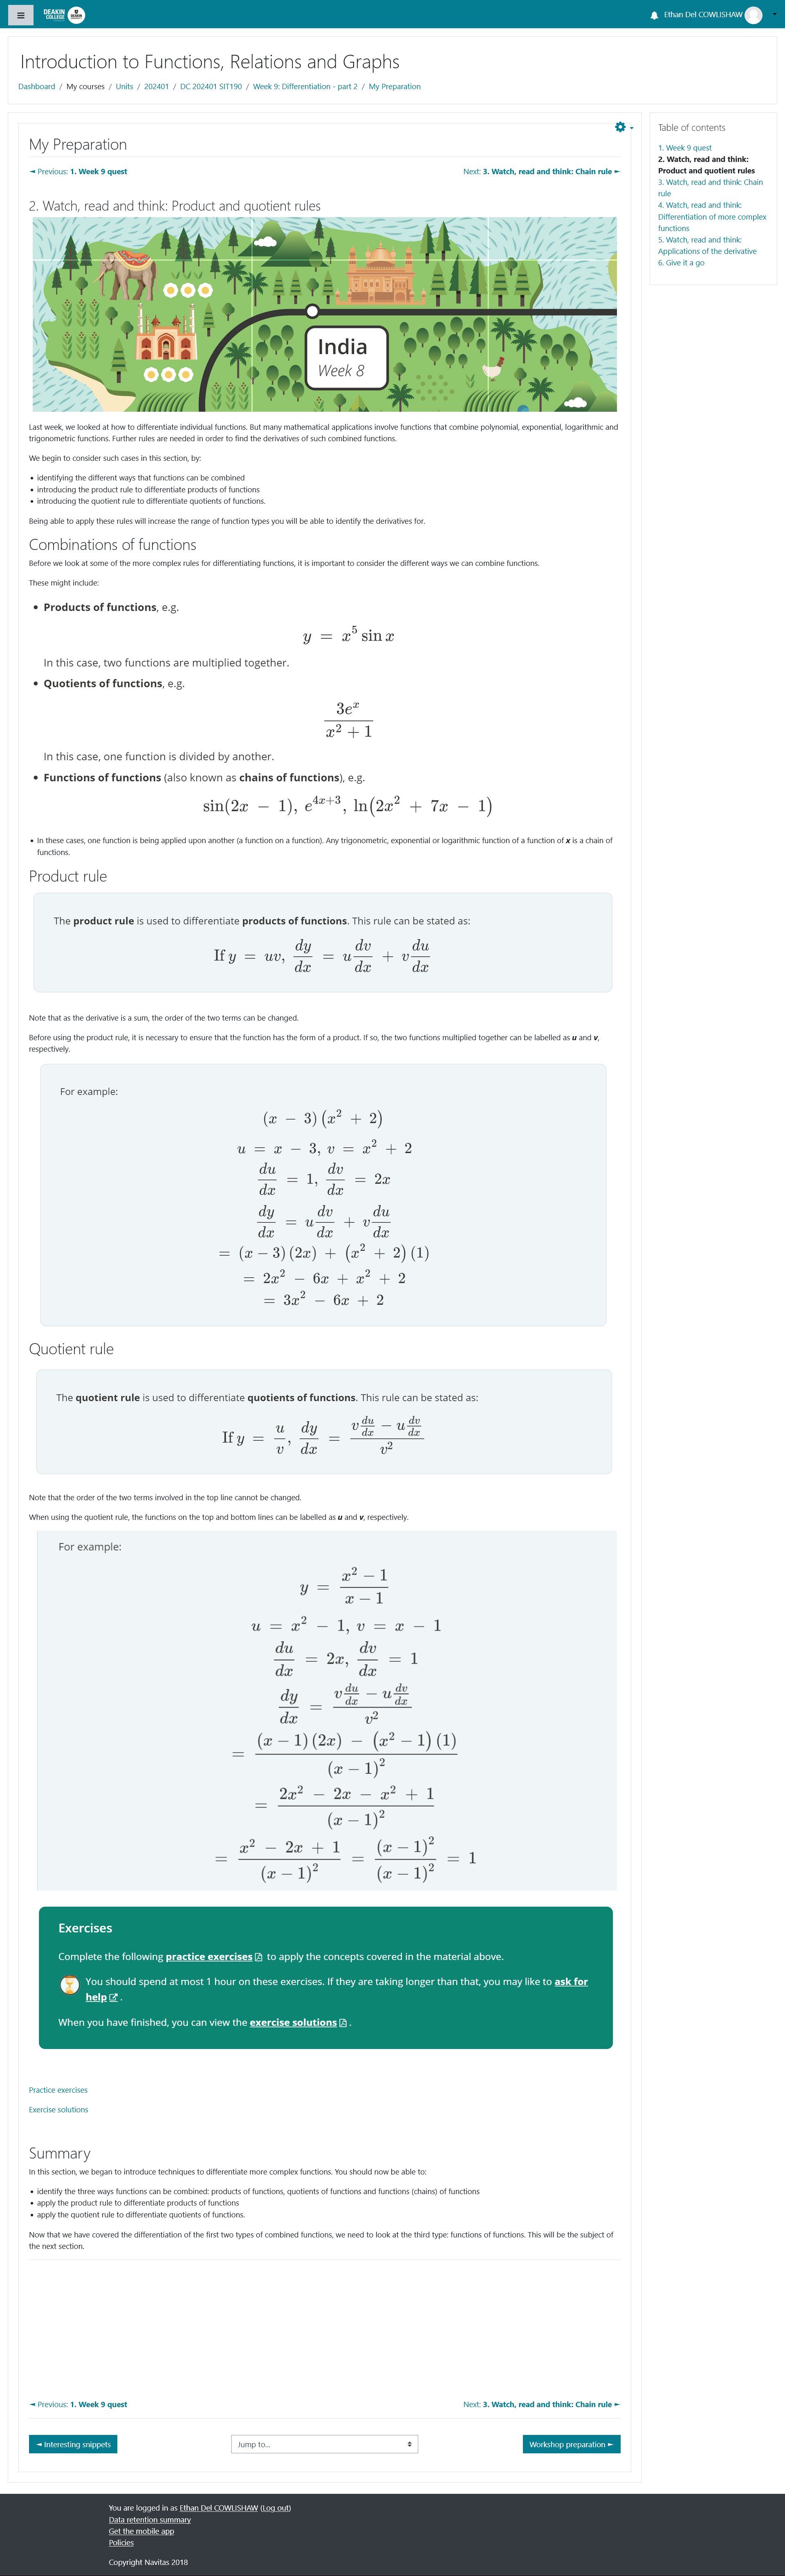 DEAKIN
COLLEGE
Ethan Del COWLISHAW
Introduction to Functions, Relations and Graphs
Dashboard / My courses / Units / 202401 / DC 202401 SIT190 / Week 9: Differentiation - part 2 / My Preparation
My Preparation
◄ Previous: 1. Week 9 quest
Next: 3. Watch, read and think: Chain rule ►
2. Watch, read and think: Product and quotient rules
India
Week 8
Last week, we looked at how to differentiate individual functions. But many mathematical applications involve functions that combine polynomial, exponential, logarithmic and
trigonometric functions. Further rules are needed in order to find the derivatives of such combined functions.
We begin to consider such cases in this section, by:
• identifying the different ways that functions can be combined
• introducing the product rule to differentiate products of functions
• introducing the quotient rule to differentiate quotients of functions.
Being able to apply these rules will increase the range of function types you will be able to identify the derivatives for.
Combinations of functions
Before we look at some of the more complex rules for differentiating functions, it is important to consider the different ways we can combine functions.
These might include:
• Products of functions, e.g.
y = x^5 sin x
In this case, two functions are multiplied together.
• Quotients of functions, e.g.
3e^x / (x^2 + 1)
In this case, one function is divided by another.
• Functions of functions (also known as chains of functions), e.g.
sin(2x − 1), e^(4x+3), ln(2x^2 + 7x − 1)
• In these cases, one function is being applied upon another (a function on a function). Any trigonometric, exponential or logarithmic function of a function of x is a chain of
functions.
Product rule
The product rule is used to differentiate products of functions. This rule can be stated as:
If y = uv, dy/dx = u dv/dx + v du/dx
Note that as the derivative is a sum, the order of the two terms can be changed.
Before using the product rule, it is necessary to ensure that the function has the form of a product. If so, the two functions multiplied together can be labelled as u and v,
respectively.
For example:
(x − 3)(x^2 + 2)
u = x − 3, v = x^2 + 2
du/dx = 1, dv/dx = 2x
dy/dx = u dv/dx + v du/dx
= (x − 3)(2x) + (x^2 + 2)(1)
= 2x^2 − 6x + x^2 + 2
= 3x^2 − 6x + 2
Quotient rule
The quotient rule is used to differentiate quotients of functions. This rule can be stated as:
If y = u/v, dy/dx = (v du/dx − u dv/dx) / v^2
Note that the order of the two terms involved in the top line cannot be changed.
When using the quotient rule, the functions on the top and bottom lines can be labelled as u and v, respectively.
For example:
y = (x^2 − 1) / (x − 1)
u = x^2 − 1, v = x − 1
du/dx = 2x, dv/dx = 1
dy/dx = (v du/dx − u dv/dx) / v^2
= ((x − 1)(2x) − (x^2 − 1)(1)) / (x − 1)^2
= (2x^2 − 2x − x^2 + 1) / (x − 1)^2
= (x^2 − 2x + 1) / (x − 1)^2 = (x − 1)^2 / (x − 1)^2 = 1
Exercises
Complete the following practice exercises to apply the concepts covered in the material above.
You should spend at most 1 hour on these exercises. If they are taking longer than that, you may like to ask for
help .
When you have finished, you can view the exercise solutions .
Practice exercises
Exercise solutions
Summary
In this section, we began to introduce techniques to differentiate more complex functions. You should now be able to:
• identify the three ways functions can be combined: products of functions, quotients of functions and functions (chains) of functions
• apply the product rule to differentiate products of functions
• apply the quotient rule to differentiate quotients of functions.
Now that we have covered the differentiation of the first two types of combined functions, we need to look at the third type: functions of functions. This will be the subject of
the next section.
◄ Previous: 1. Week 9 quest
Next: 3. Watch, read and think: Chain rule ►
◄ Interesting snippets
Jump to...
Workshop preparation ►
Table of contents
1. Week 9 quest
2. Watch, read and think:
Product and quotient rules
3. Watch, read and think: Chain
rule
4. Watch, read and think:
Differentiation of more complex
functions
5. Watch, read and think:
Applications of the derivative
6. Give it a go
You are logged in as Ethan Del COWLISHAW (Log out)
Data retention summary
Get the mobile app
Policies
Copyright Navitas 2018